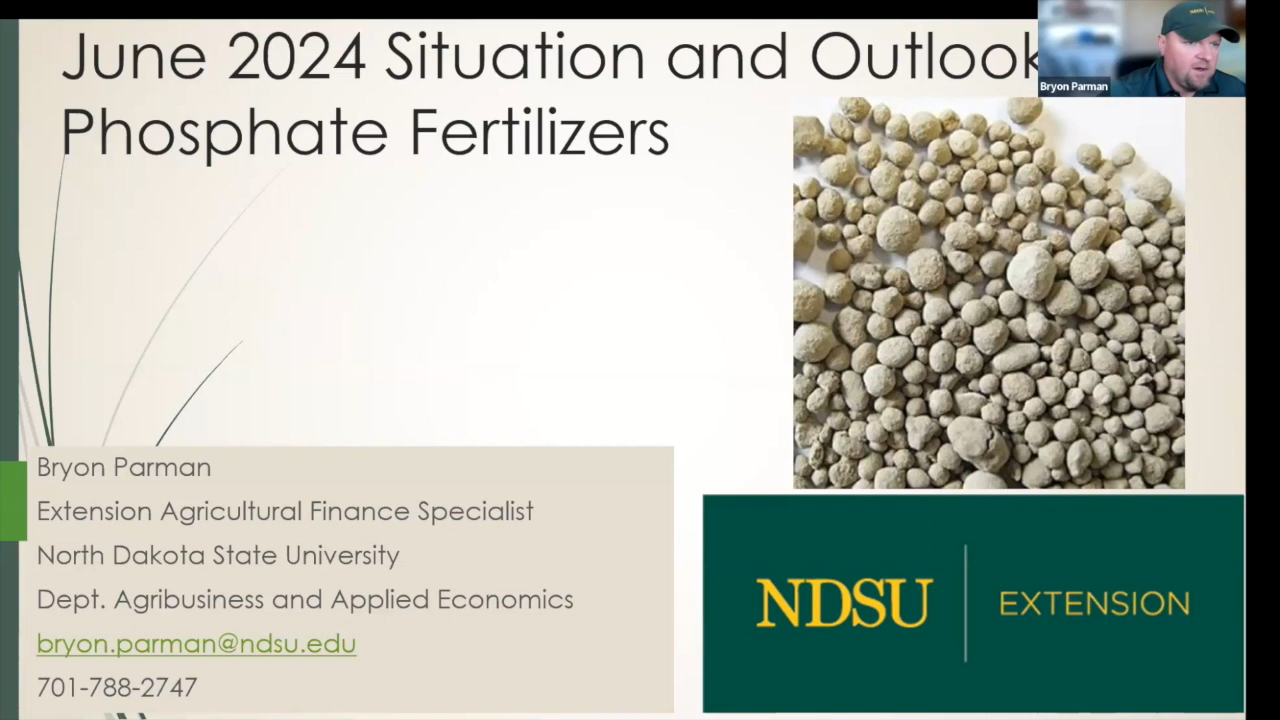 June 2024 Situation and Outlook
Phosphate Fertilizers
Bryon Parman
Bryon Parman
Extension Agricultural Finance Specialist
North Dakota State University
Dept. Agribusiness and Applied Economics
bryon.parman@ndsu.edu
701-788-2747
NDSU | EXTENSION